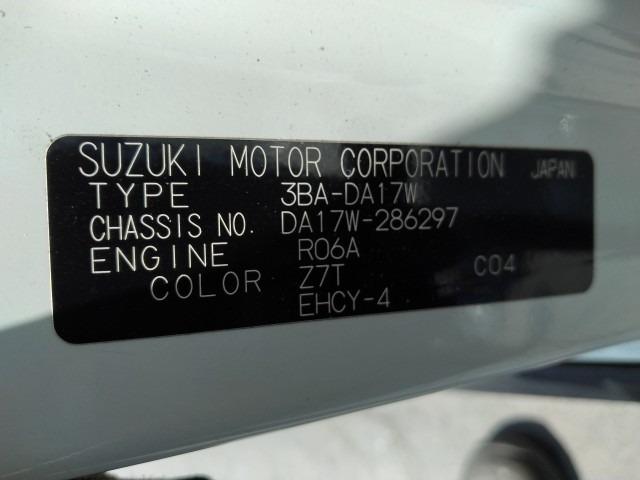 SUZUKI MOTOR CORPORATION JAPAN
TYPE 3BA-DA17W
CHASSIS NO. DA17W-286297
ENGINE R06A
COLOR Z7T C04
EHCY-4